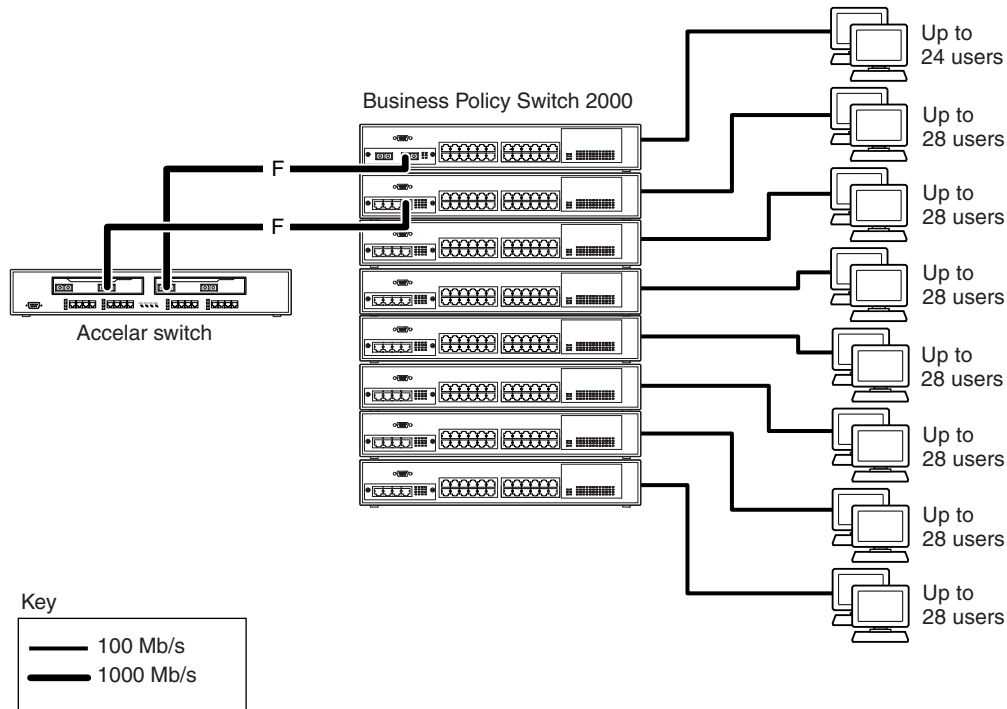 Up to
24 users
Business Policy Switch 2000
Up to
28 users
F
Up to
28 users
F
Up to
28 users
Accelar switch
Up to
28 users
Up to
28 users
Up to
28 users
Up to
28 users
Key
100 Mb/s
1000 Mb/s